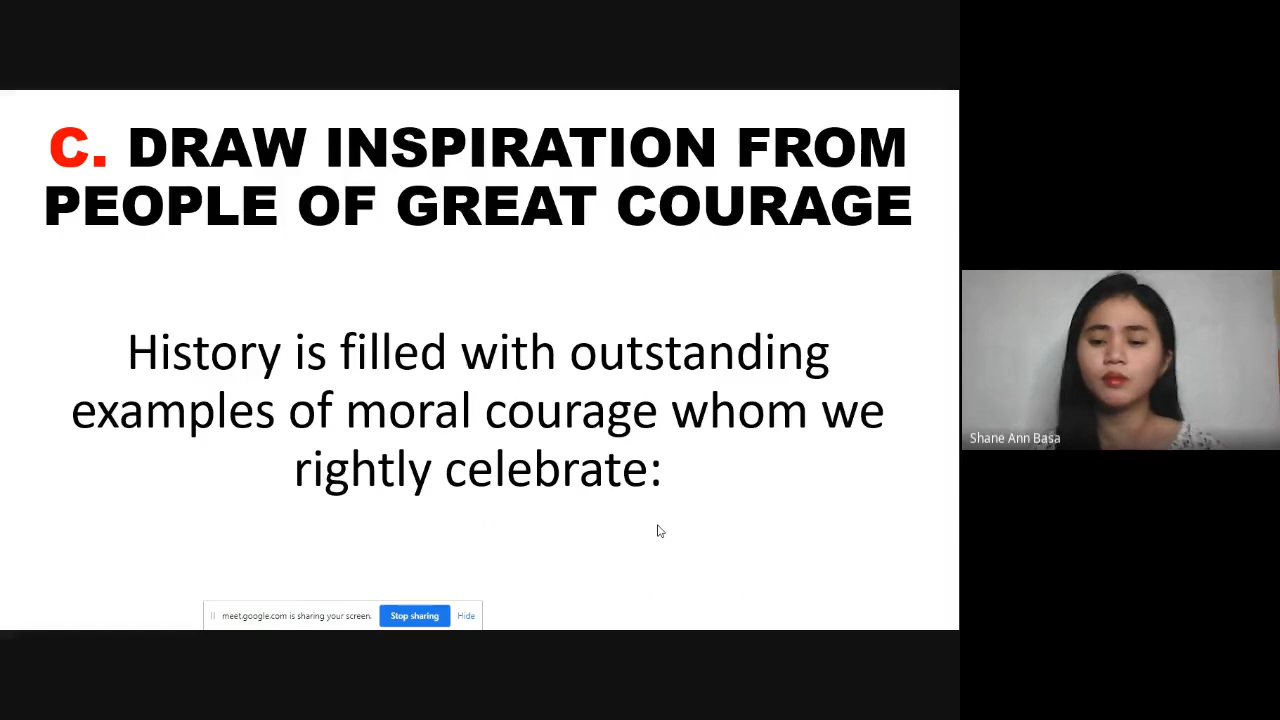 C. DRAW INSPIRATION FROM
PEOPLE OF GREAT COURAGE
History is filled with outstanding
examples of moral courage whom we
rightly celebrate:
meet.google.com is sharing your screen.
Stop sharing
Hide
Shane Ann Basa